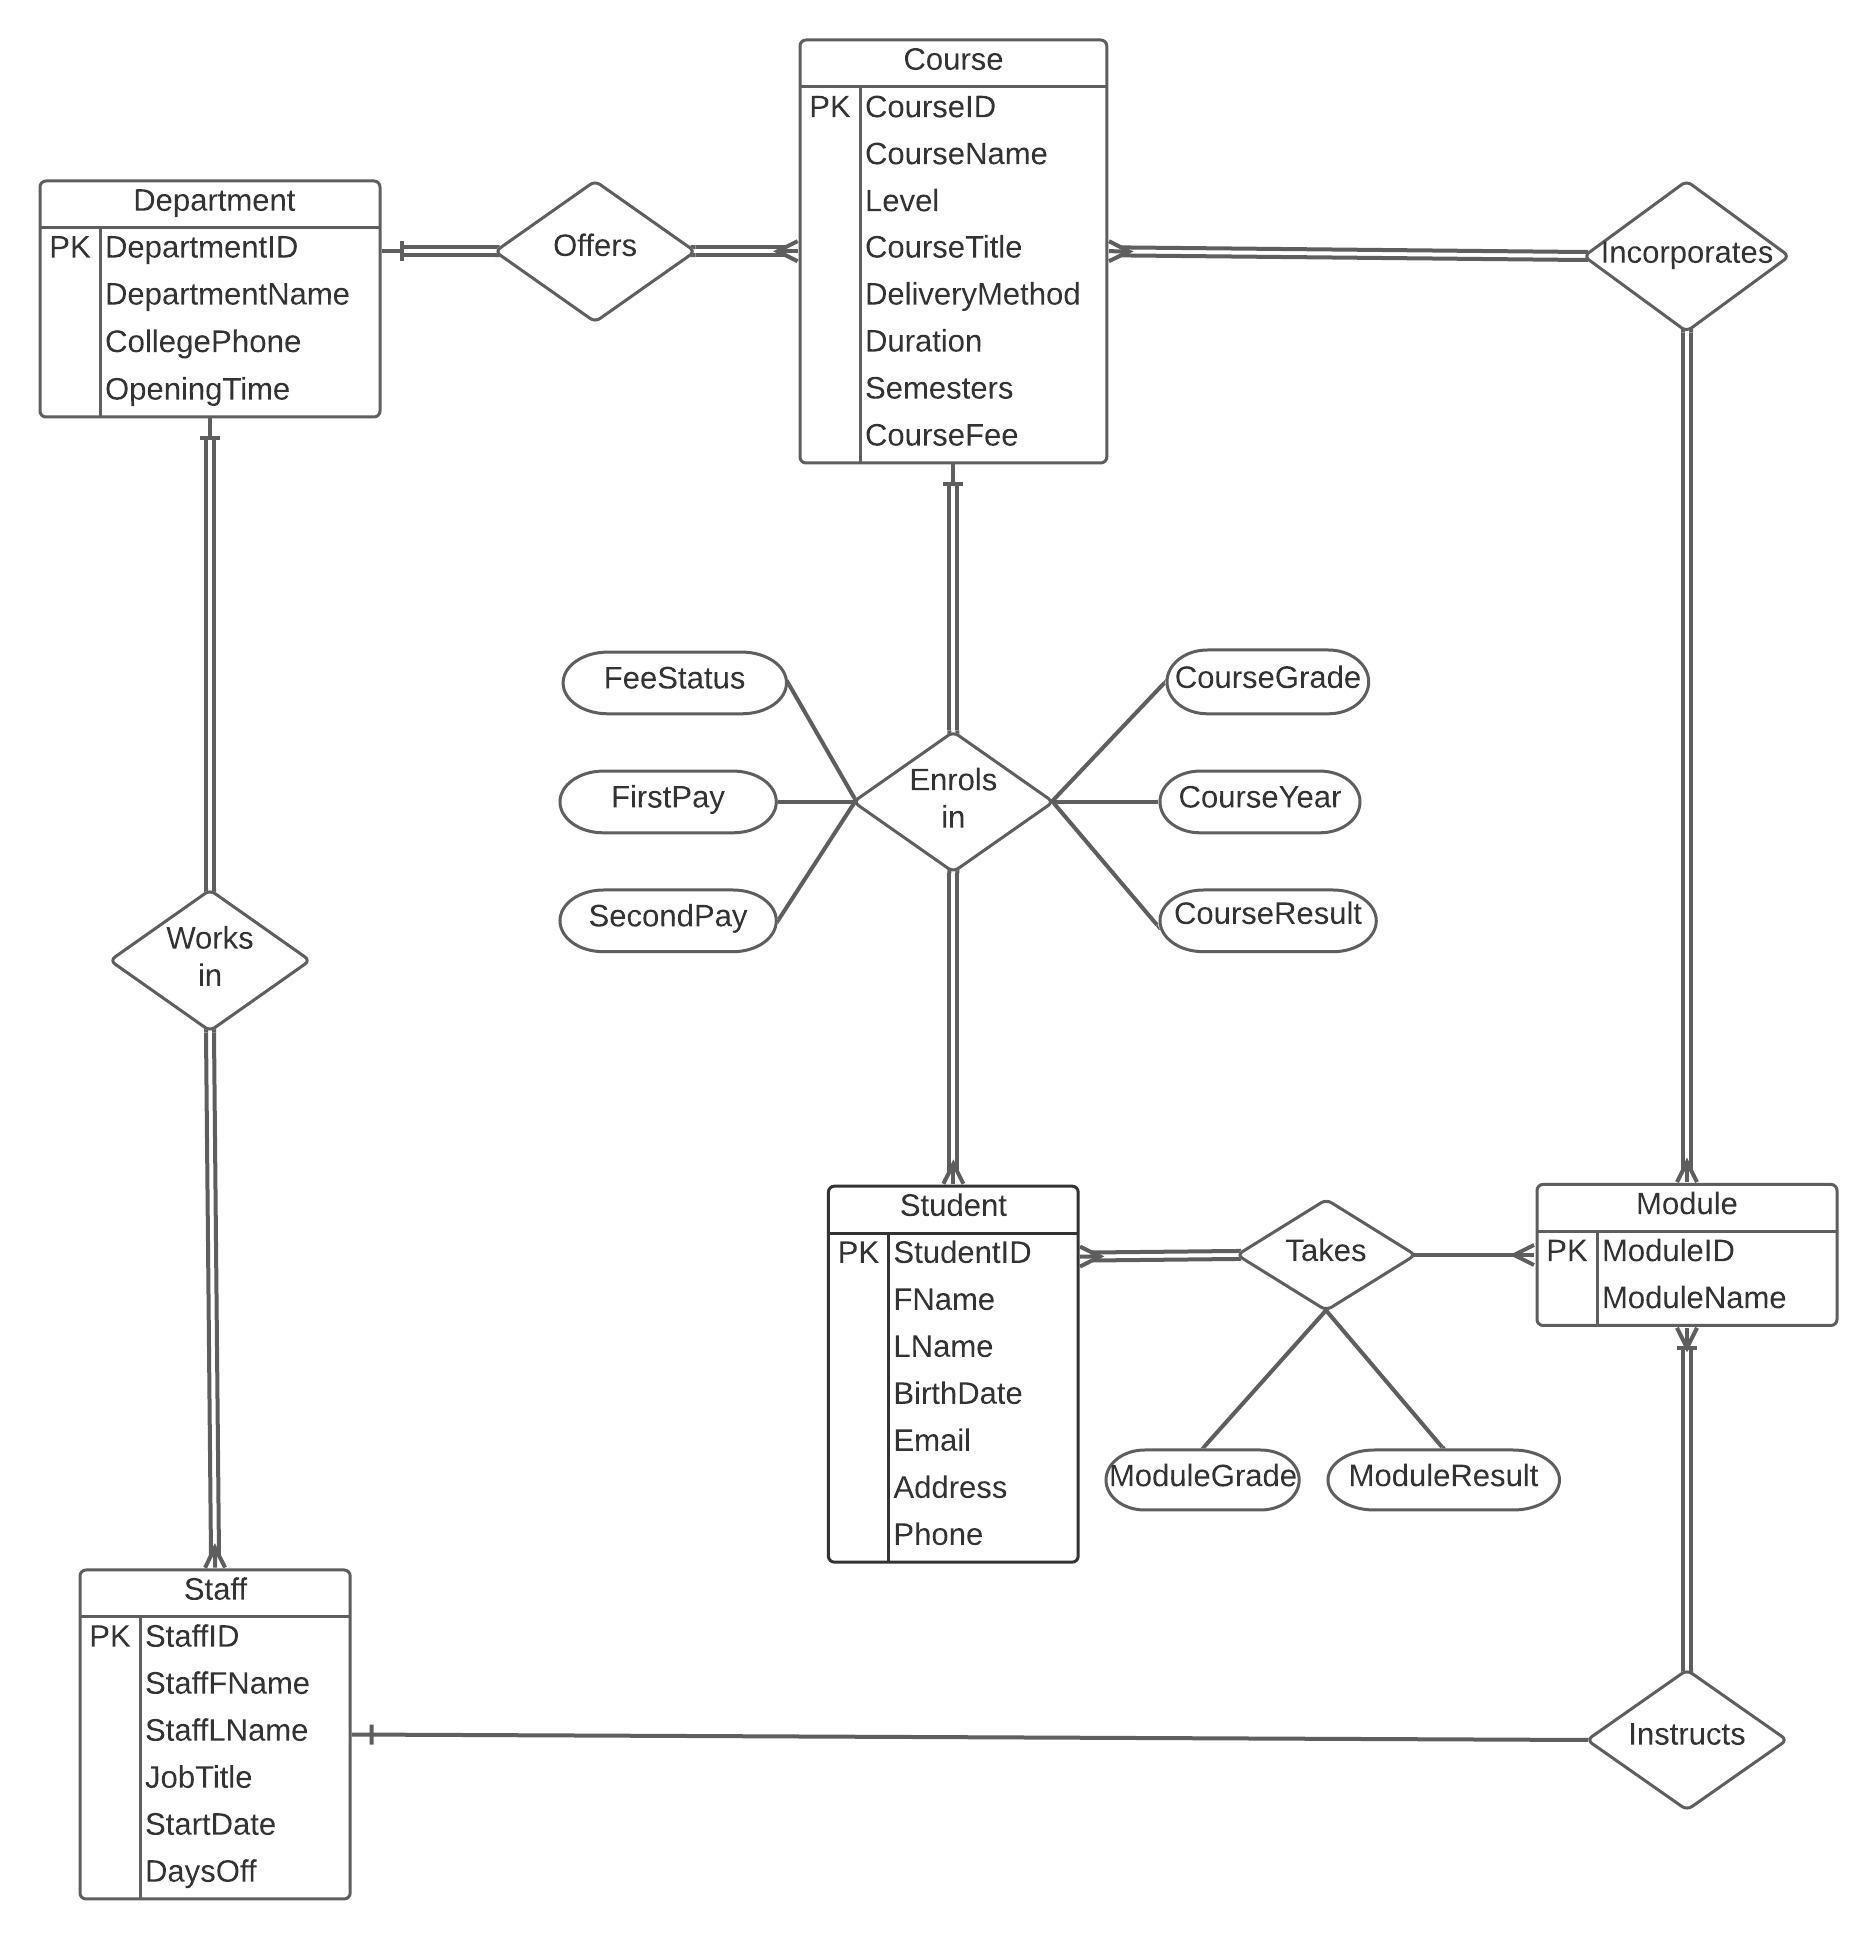 Course
PK CourseID
CourseName
Level
CourseTitle
DeliveryMethod
Duration
Semesters
CourseFee
Department
PK DepartmentID
DepartmentName
CollegePhone
OpeningTime
Offers
Incorporates
FeeStatus
FirstPay
SecondPay
Enrols
in
CourseGrade
CourseYear
CourseResult
Works
in
Student
PK StudentID
FName
LName
BirthDate
Email
Address
Phone
Takes
ModuleGrade
ModuleResult
Module
PK ModuleID
ModuleName
Staff
PK StaffID
StaffFName
StaffLName
JobTitle
StartDate
DaysOff
Instructs